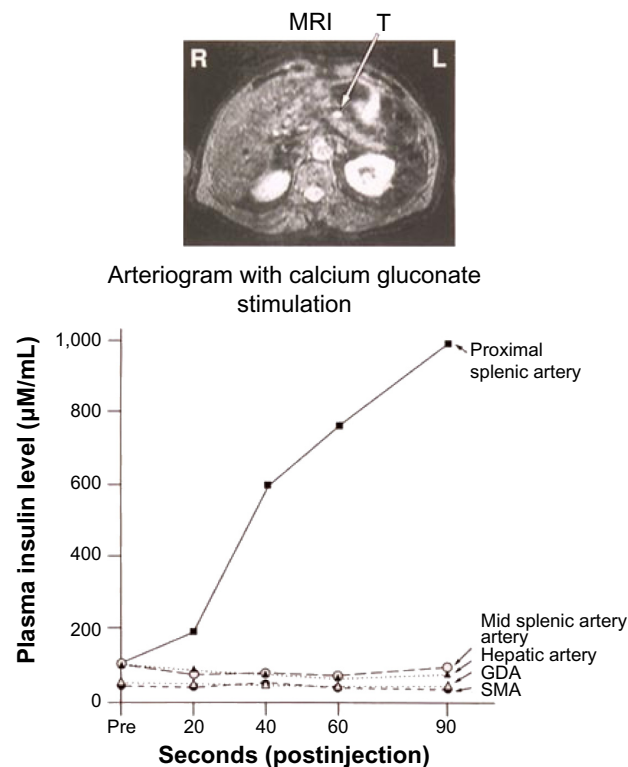 MRI
T
R
L
Arteriogram with calcium gluconate
stimulation
Plasma insulin level (μM/mL)
1,000
800
600
400
200
0
Proximal
splenic artery
Mid splenic artery
artery
Hepatic artery
GDA
SMA
Pre
20
40
60
90
Seconds (postinjection)